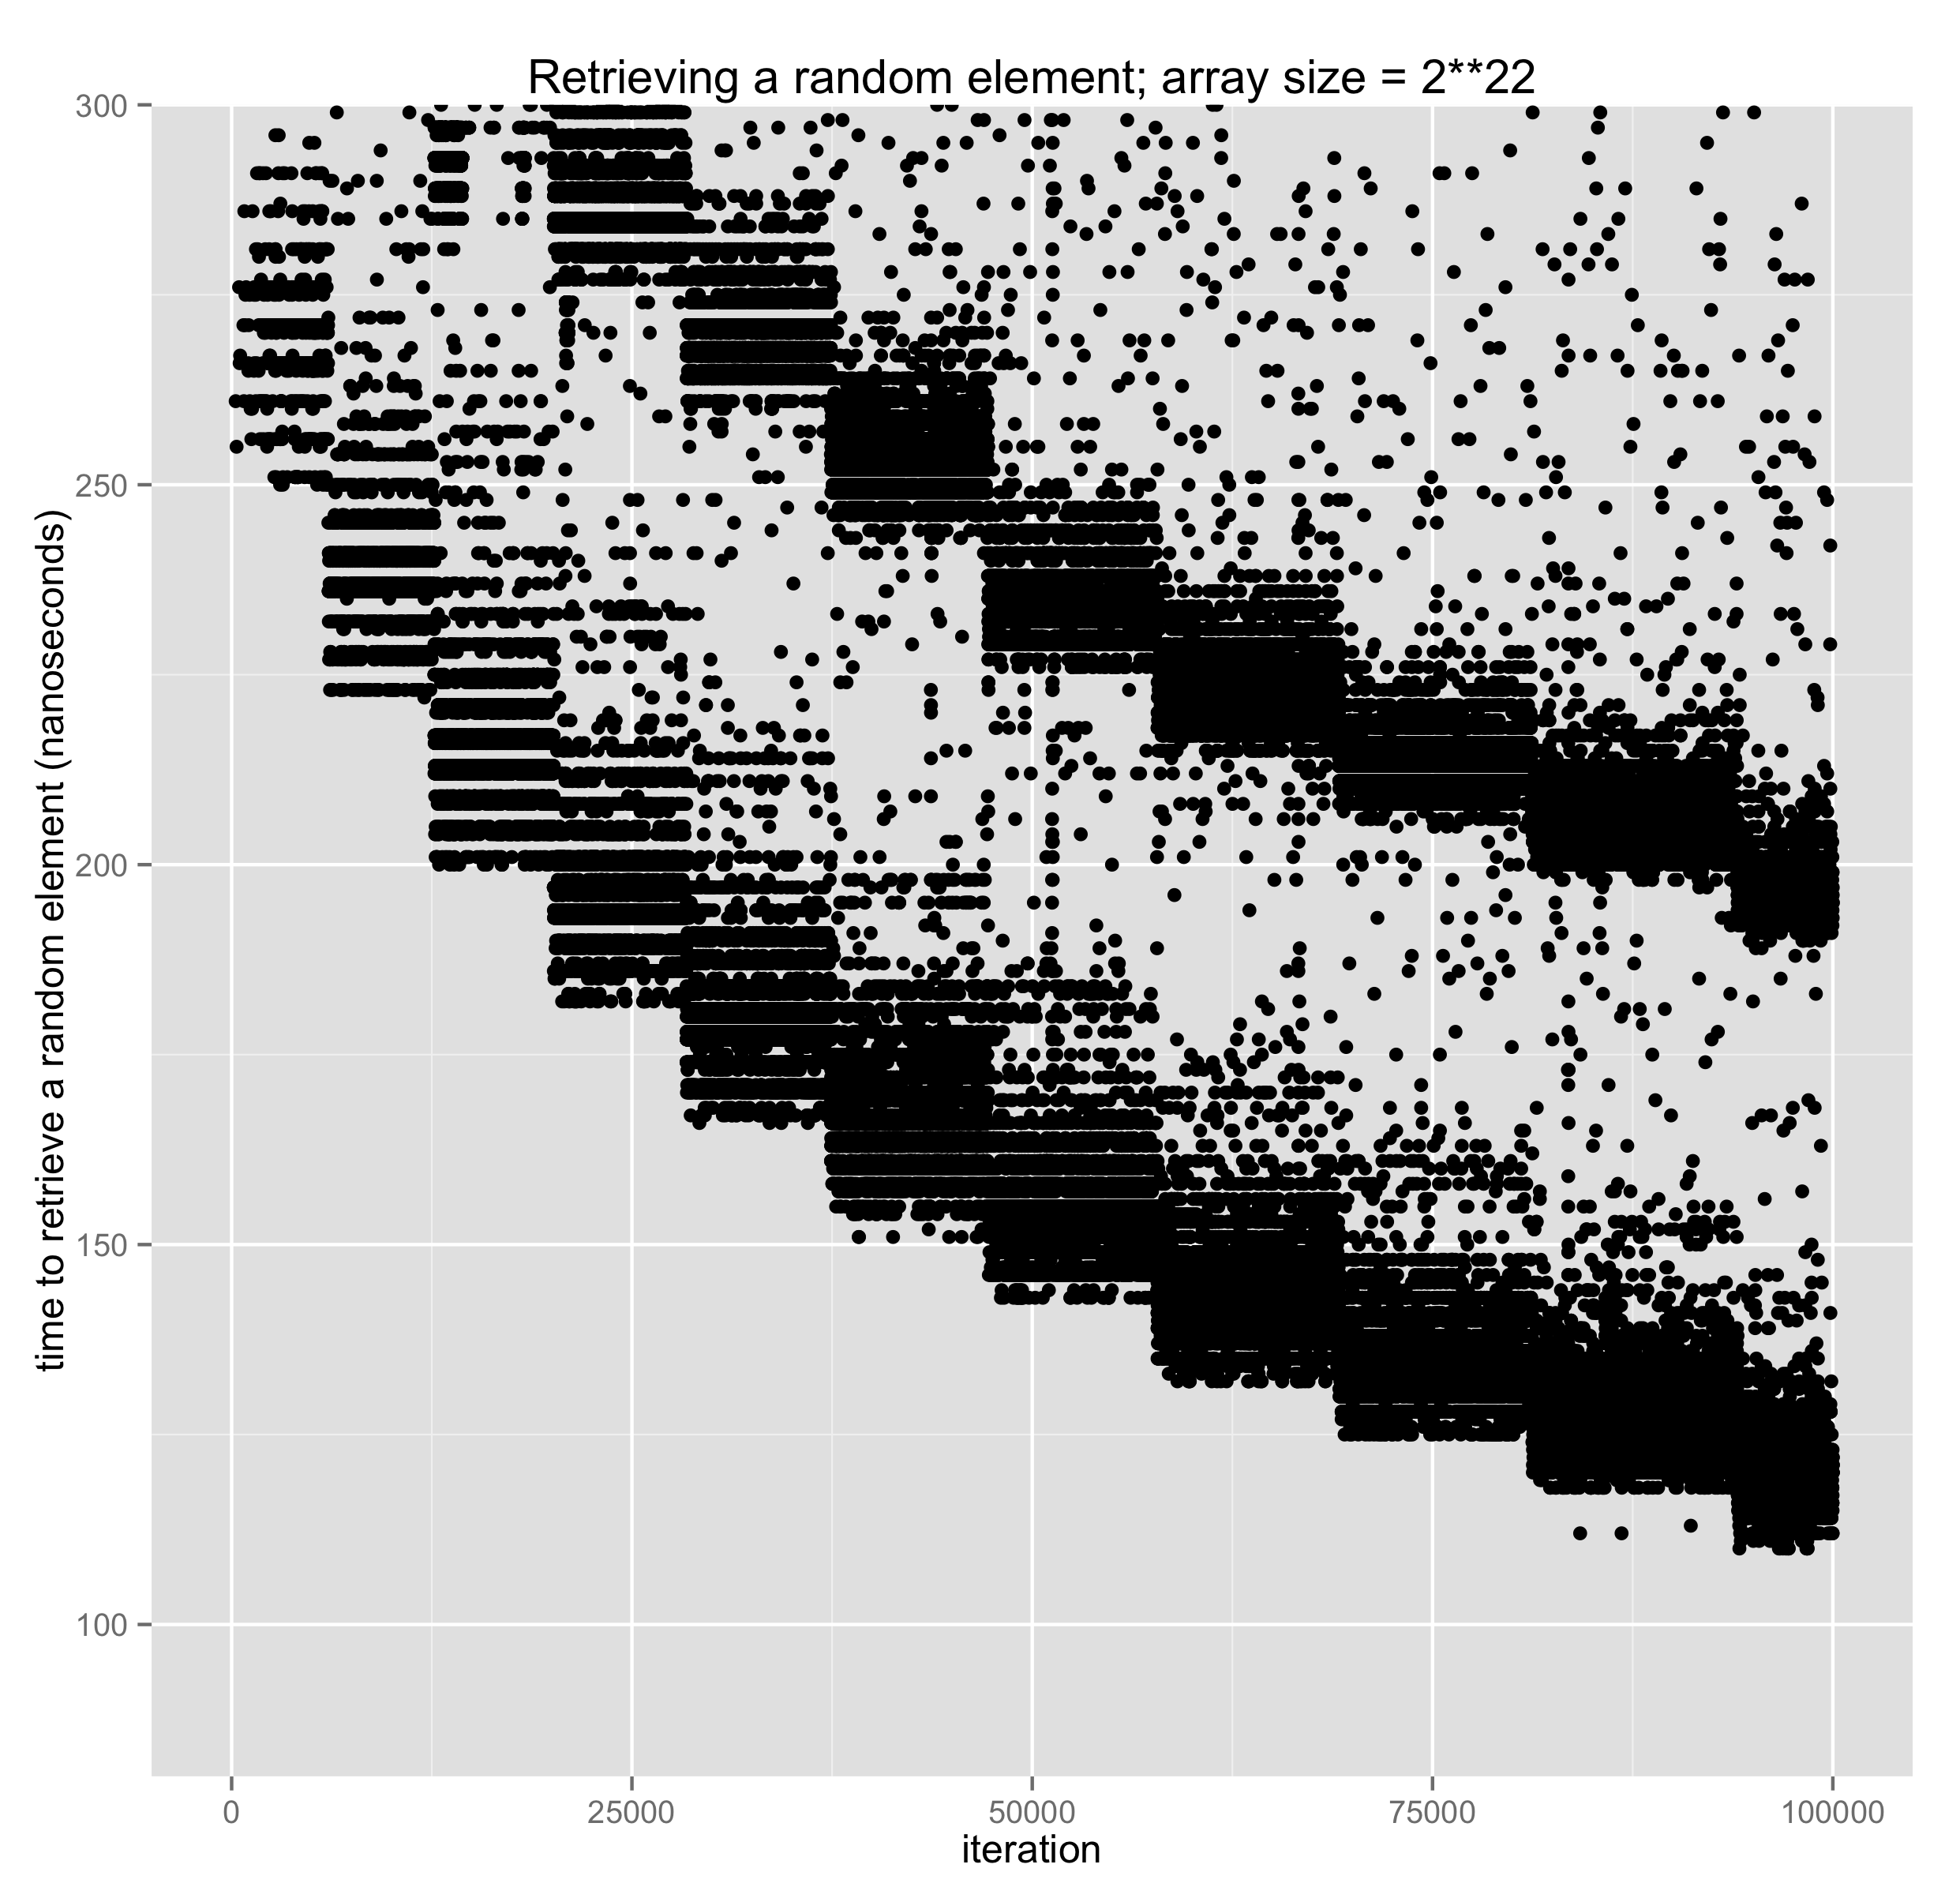 Retrieving a random element; array size = 2**22
time to retrieve a random element (nanoseconds)
300
250
200
150
100
0 25000 50000 75000 100000
iteration